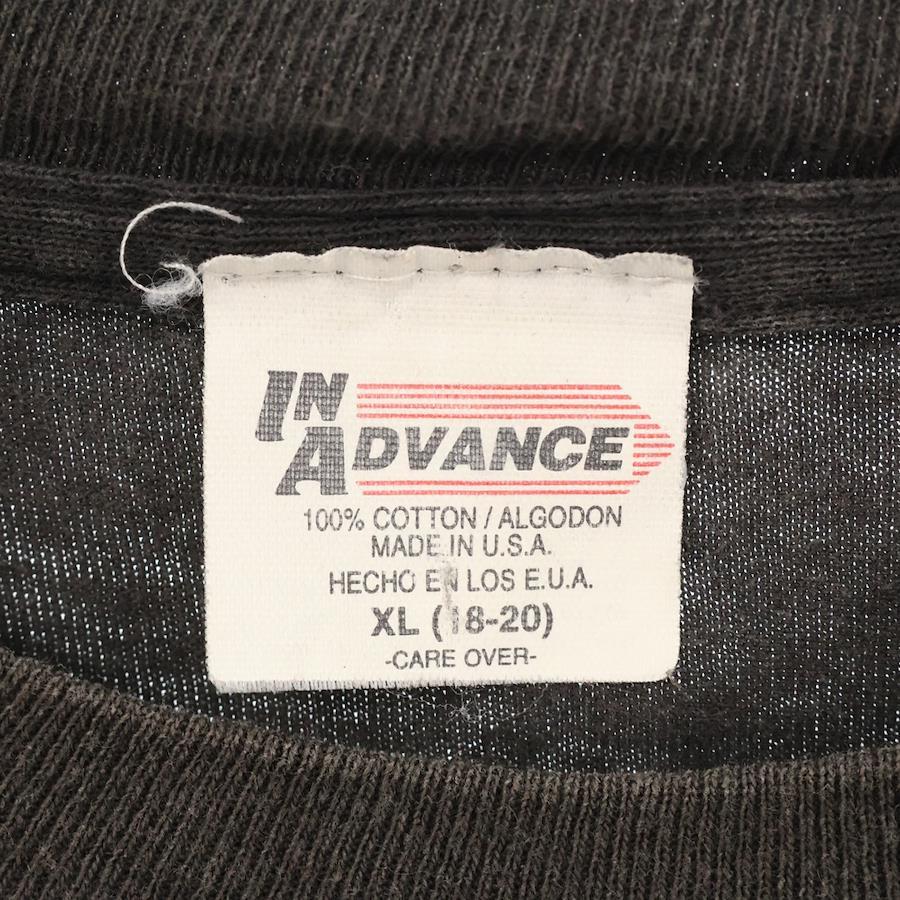 IN
ADVANCE
100% COTTON / ALGODON
MADE IN U.S.A.
HECHO EN LOS E.U.A.
XL (18-20)
-CARE OVER-